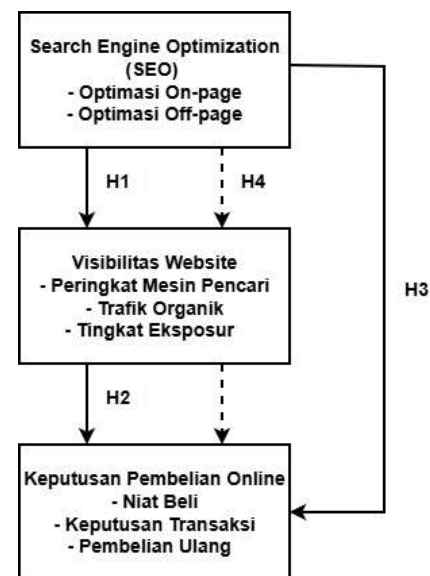 Search Engine Optimization
(SEO)
- Optimasi On-page
- Optimasi Off-page
H1
H4
Visibilitas Website
- Peringkat Mesin Pencari
- Trafik Organik
- Tingkat Eksposur
H3
H2
Keputusan Pembelian Online
- Niat Beli
- Keputusan Transaksi
- Pembelian Ulang